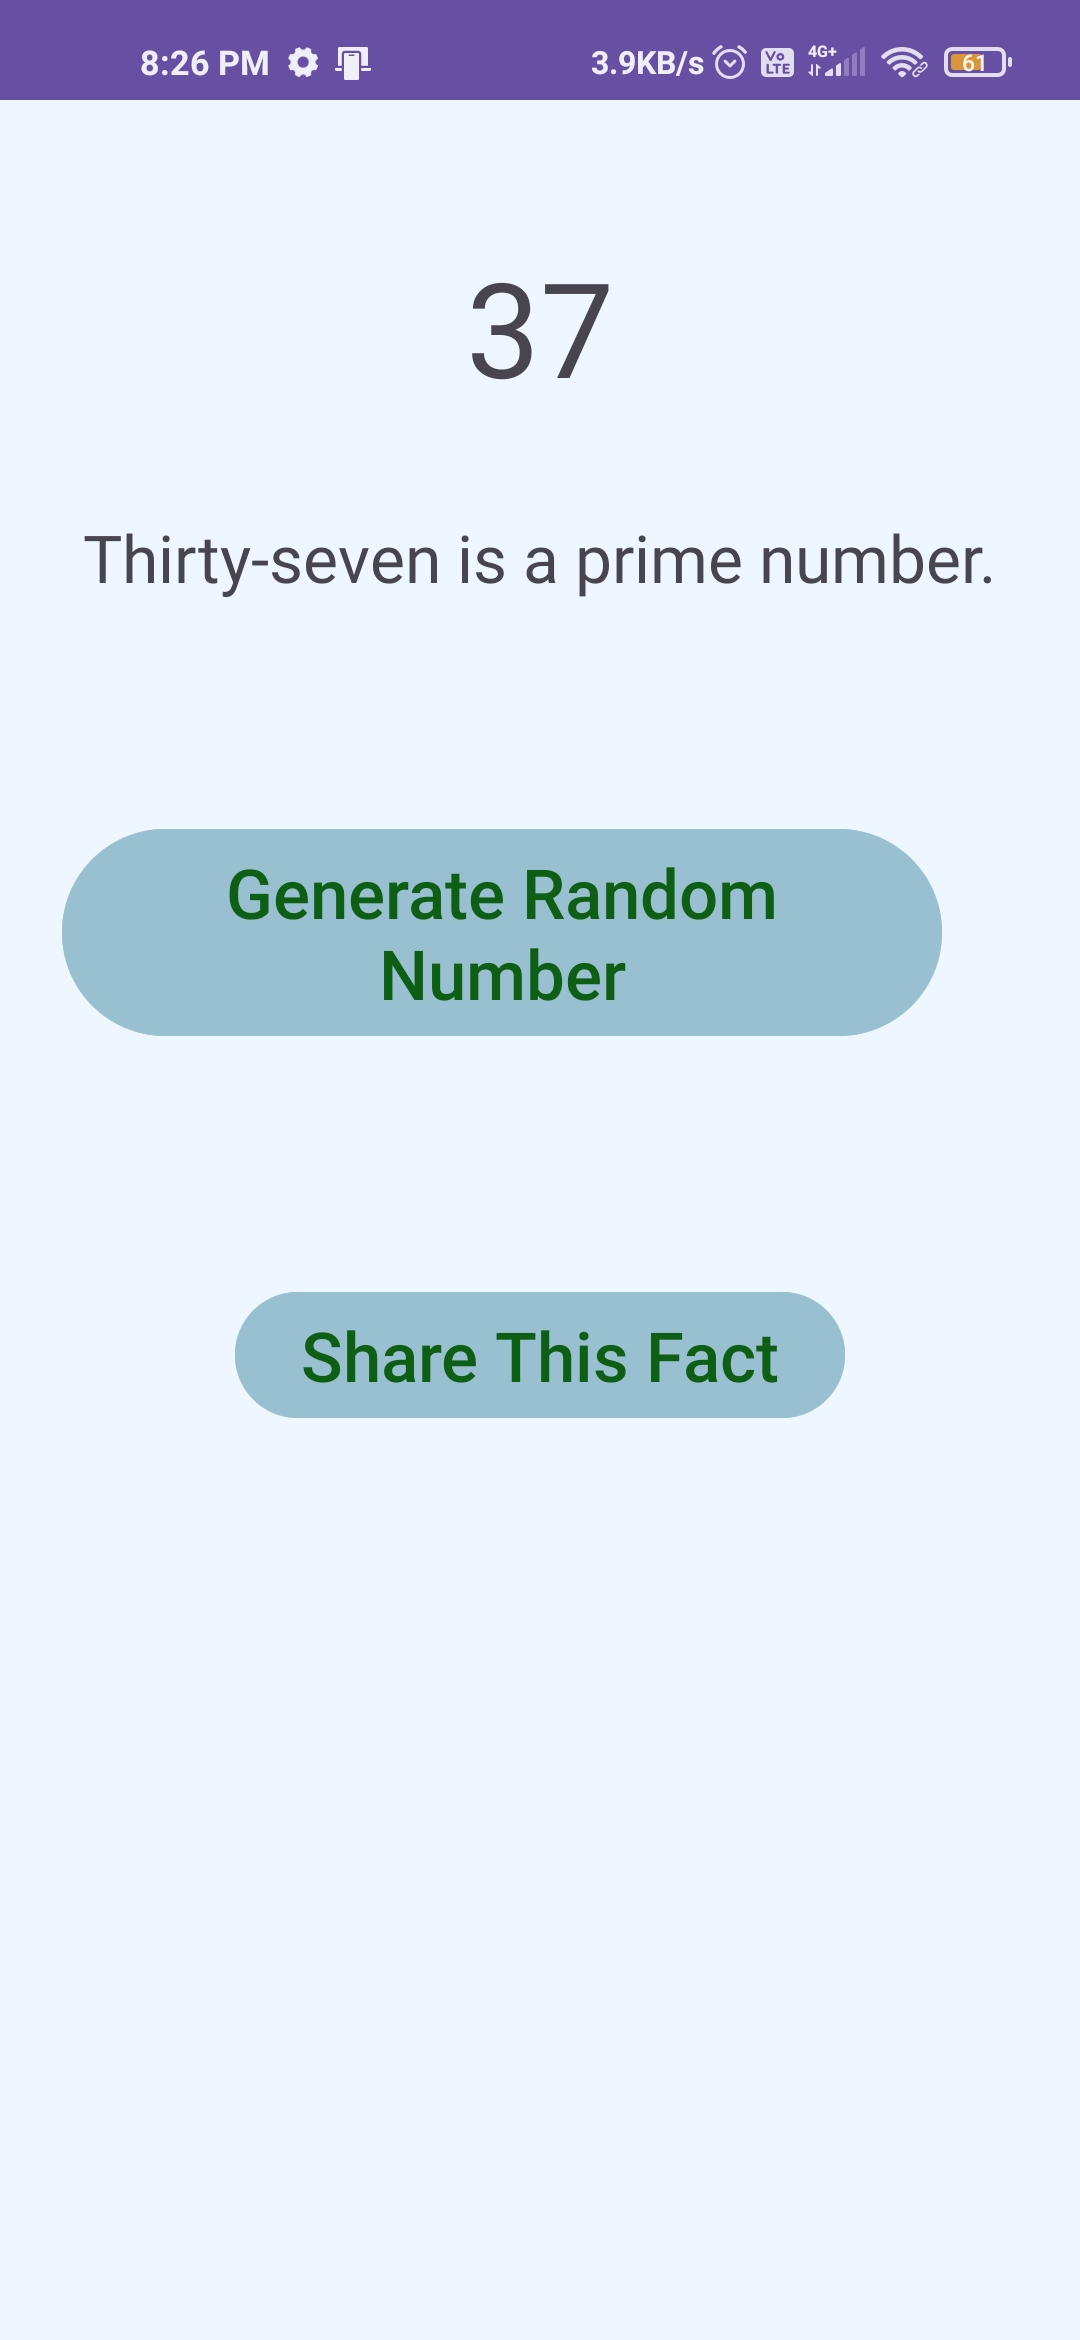 8:26 PM 3.9KB/s Vo LTE 4G+ 61
37
Thirty-seven is a prime number.
Generate Random
Number
Share This Fact